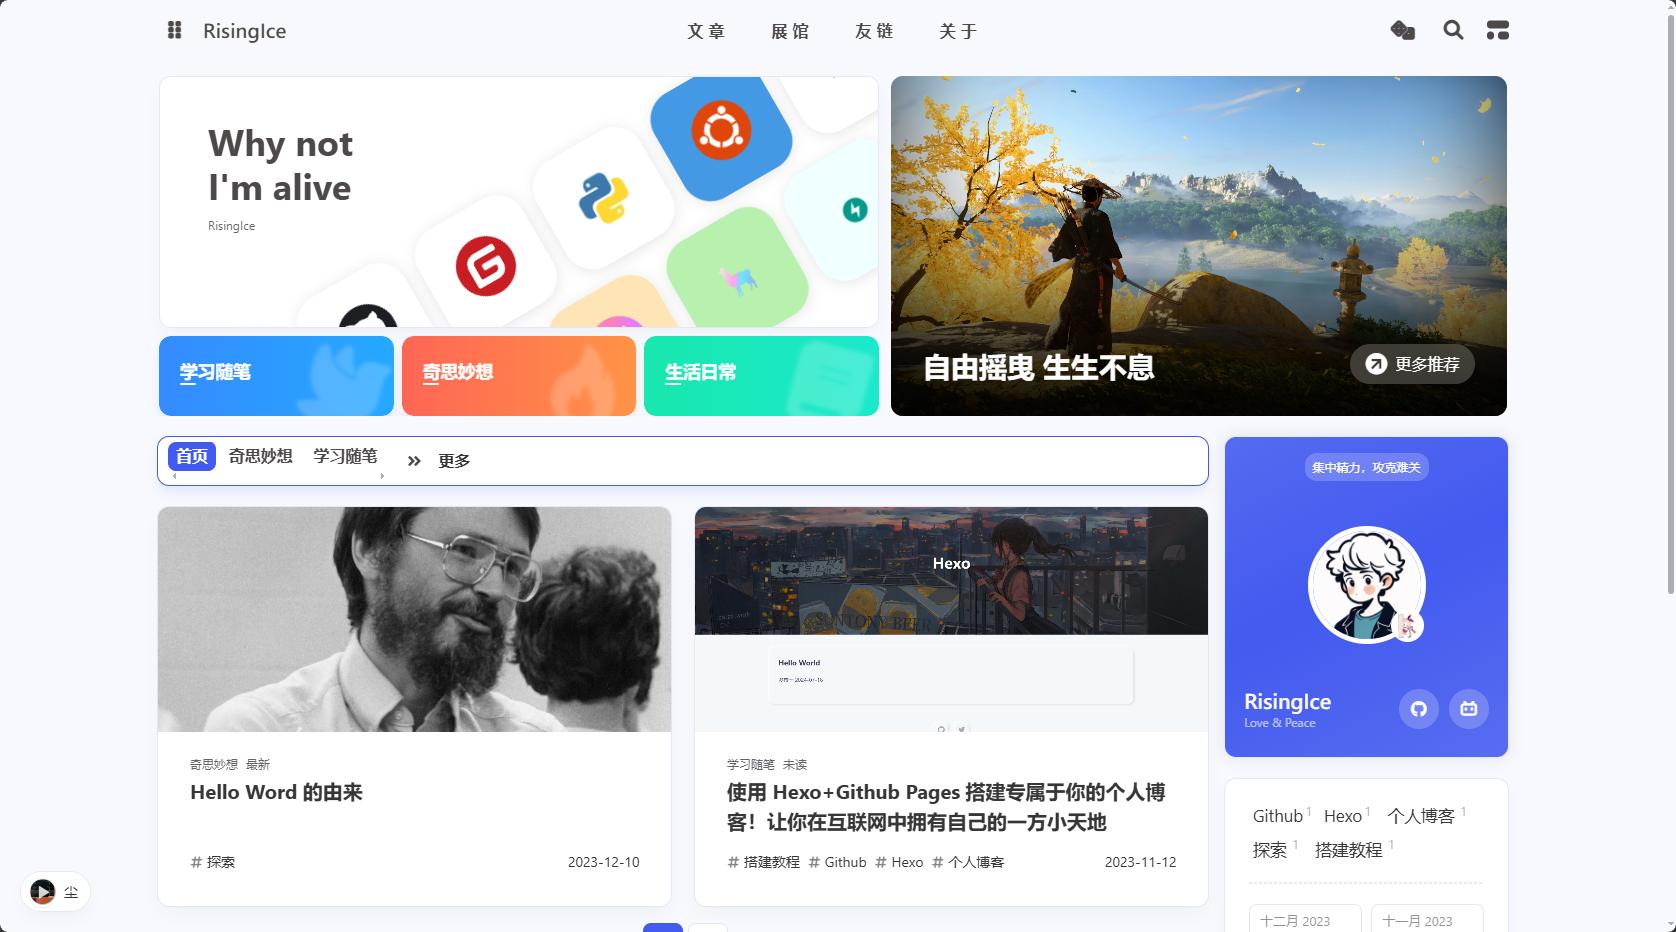 RisingIce
文章
展馆
友链
关于
Why not
I'm alive
RisingIce
自由摇曳 生生不息
更多推荐
学习随笔
奇思妙想
生活日常
首页
奇思妙想
学习随笔
更多
集中精力，攻克难关
RisingIce
Love & Peace
奇思妙想 最新
Hello Word 的由来
# 探索
2023-12-10
Hexo
SUNTONY BEER
Hello World
学习随笔 未读
使用 Hexo+Github Pages 搭建专属于你的个人博
客！让你在互联网中拥有自己的一方小天地
# 搭建教程 # Github # Hexo # 个人博客
2023-11-12
Github 1 Hexo 1 个人博客 1
探索 1 搭建教程 1
十二月 2023
十一月 2023
尘